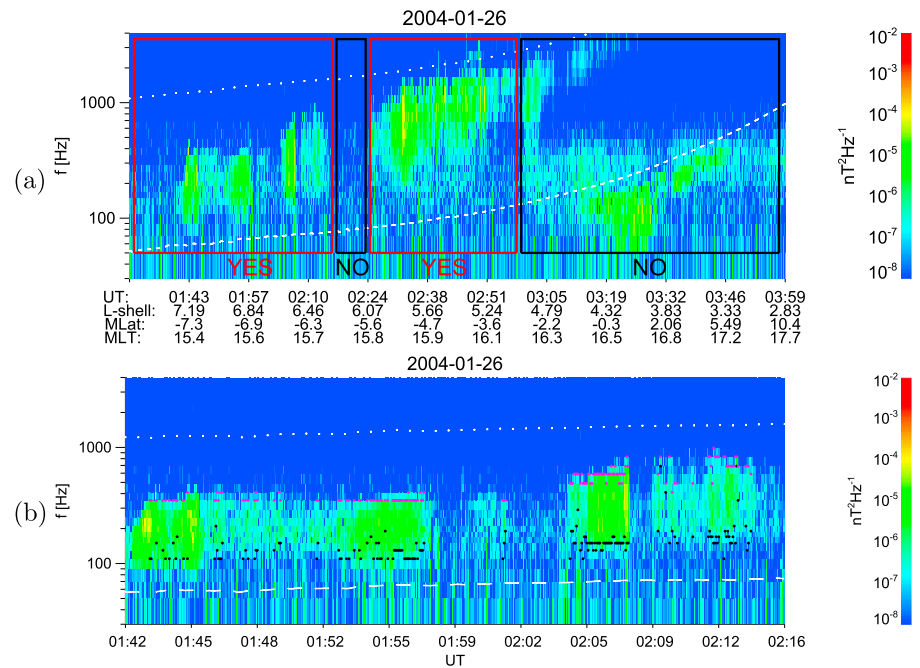 2004-01-26
(a)
f [Hz]
1000
100
YES NO YES NO
10-2
10-3
10-4
10-5
10-6
10-7
10-8
nT2Hz-1
UT: 01:43 01:57 02:10 02:24 02:38 02:51 03:05 03:19 03:32 03:46 03:59
L-shell: 7.19 6.84 6.46 6.07 5.66 5.24 4.79 4.32 3.83 3.33 2.83
MLat: -7.3 -6.9 -6.3 -5.6 -4.7 -3.6 -2.2 -0.3 2.06 5.49 10.4
MLT: 15.4 15.6 15.7 15.8 15.9 16.1 16.3 16.5 16.8 17.2 17.7
2004-01-26
(b)
f [Hz]
1000
100
10-2
10-3
10-4
10-5
10-6
10-7
10-8
nT2Hz-1
01:42 01:45 01:48 01:52 01:55 01:59 02:02 02:05 02:09 02:12 02:16
UT